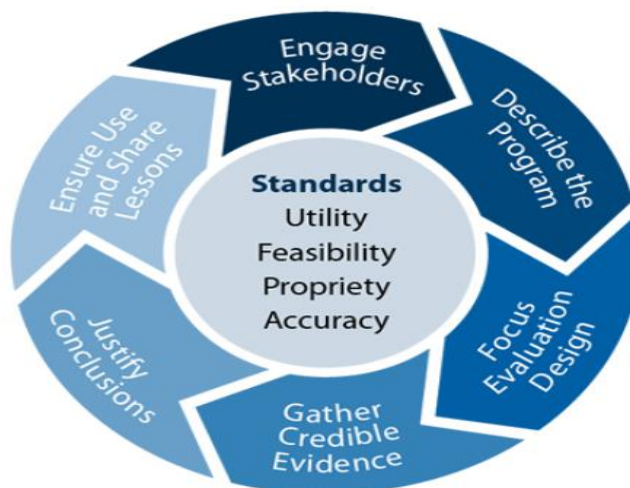 Engage
Stakeholders
Describe the
Program
Focus
Evaluation
Design
Gather
Credible
Evidence
Justify
Conclusions
Ensure Use
and Share
Lessons
Standards
Utility
Feasibility
Propriety
Accuracy